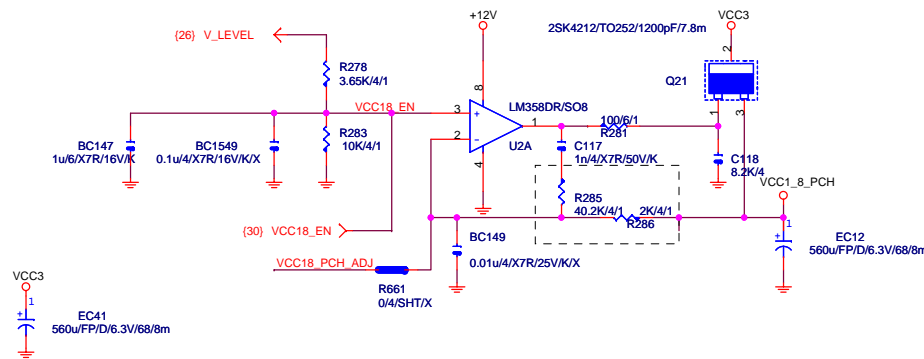 +12V
2SK4212/TO252/1200pF/7.8m
VCC3
{26} V_LEVEL
2
R278
3.65K/4/1
Q21
8
VCC18_EN
3
LM358DR/SO8
+
1
100/6/1
R281
1
3
BC147
1u/6/X7R/16V/K
BC1549
0.1u/4/X7R/16V/K/X
R283
10K/4/1
2
-
U2A
4
C117
1n/4/X7R/50V/K
C118
8.2K/4
VCC1_8_PCH
R285
40.2K/4/1
2K/4/1
R286
{30} VCC18_EN
1
+
EC12
560u/FP/D/6.3V/68/8m
BC149
0.01u/4/X7R/25V/K/X
VCC18_PCH_ADJ
R661
0/4/SHT/X
VCC3
1
+
EC41
560u/FP/D/6.3V/68/8m